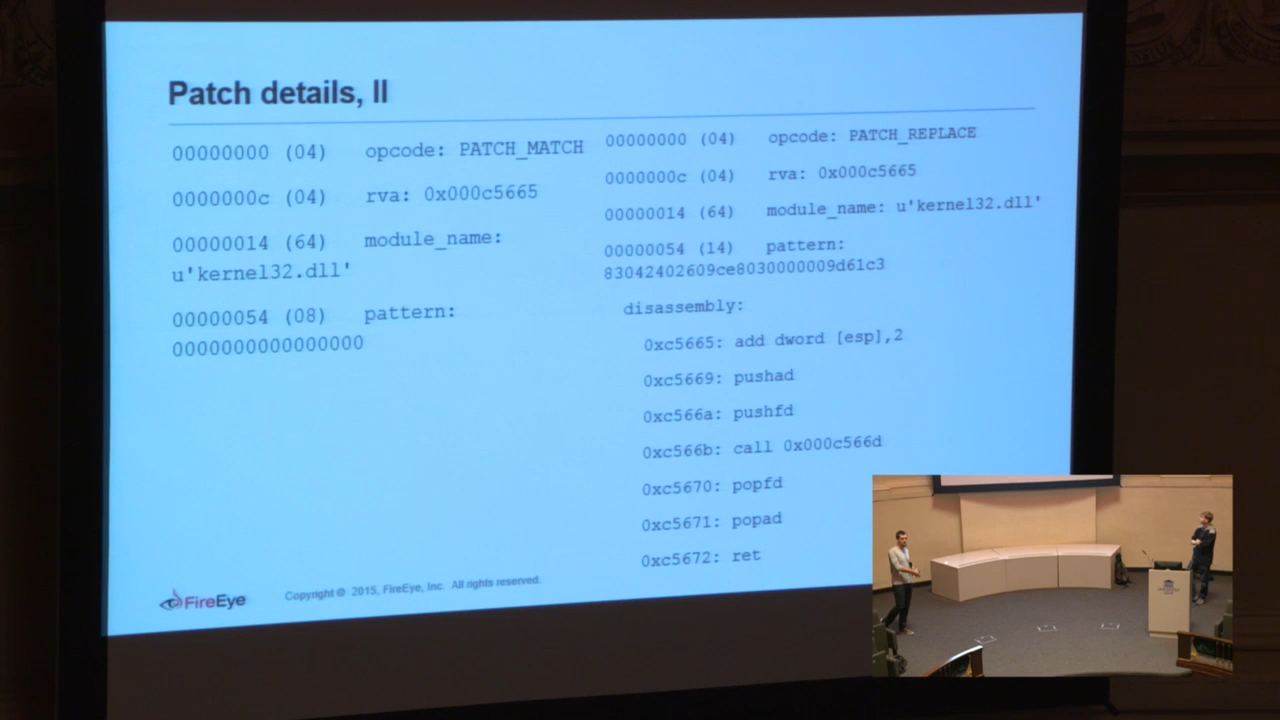 Patch details, II
00000000 (04) opcode: PATCH_MATCH
0000000c (04) rva: 0x000c5665
00000014 (64) module_name:
u'kernel32.dll'
00000054 (08) pattern:
0000000000000000
00000000 (04) opcode: PATCH_REPLACE
0000000c (04) rva: 0x000c5665
00000014 (64) module_name: u'kernel32.dll'
00000054 (14) pattern:
83042402609ce8030000009d61c3
disassembly:
0xc5665: add dword [esp],2
0xc5669: pushad
0xc566a: pushfd
0xc566b: call 0x000c566d
0xc5670: popfd
0xc5671: popad
0xc5672: ret
FireEye
Copyright © 2015, FireEye, Inc. All rights reserved.